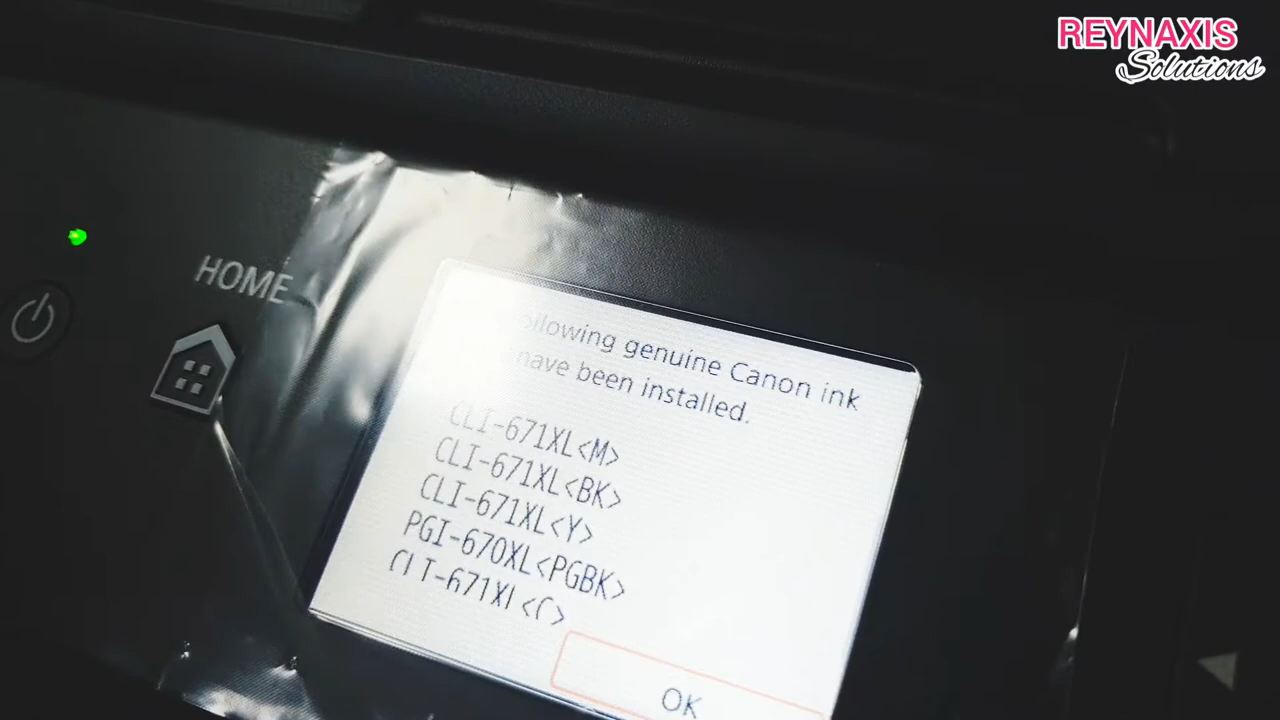 REYNAXIS
Solutions
HOME
following genuine Canon ink
have been installed.
CLI-671XL<M>
CLI-671XL<BK>
CLI-671XL<Y>
PGI-670XL<PGBK>
CLI-671XL<C>
OK